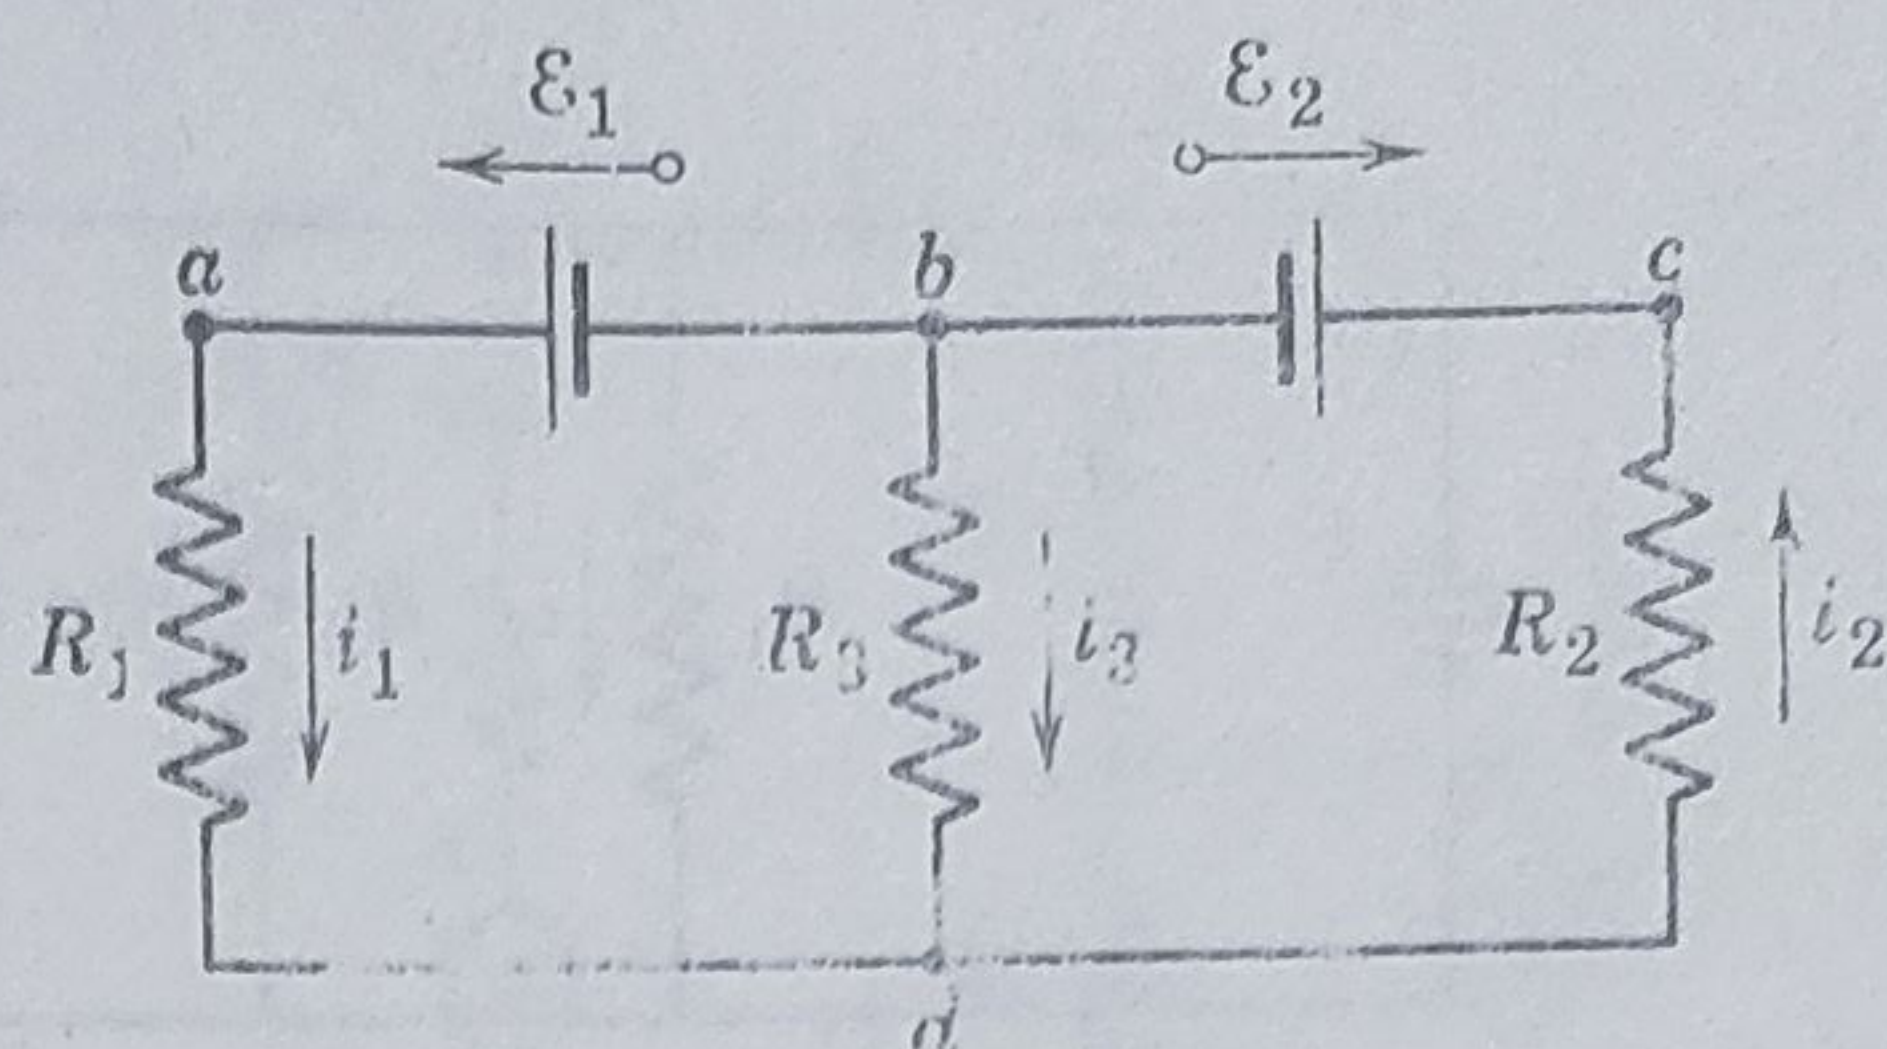 ℰ₁ ℰ₂
a b c
R₁ i₁ R₃ i₃ R₂ i₂
d